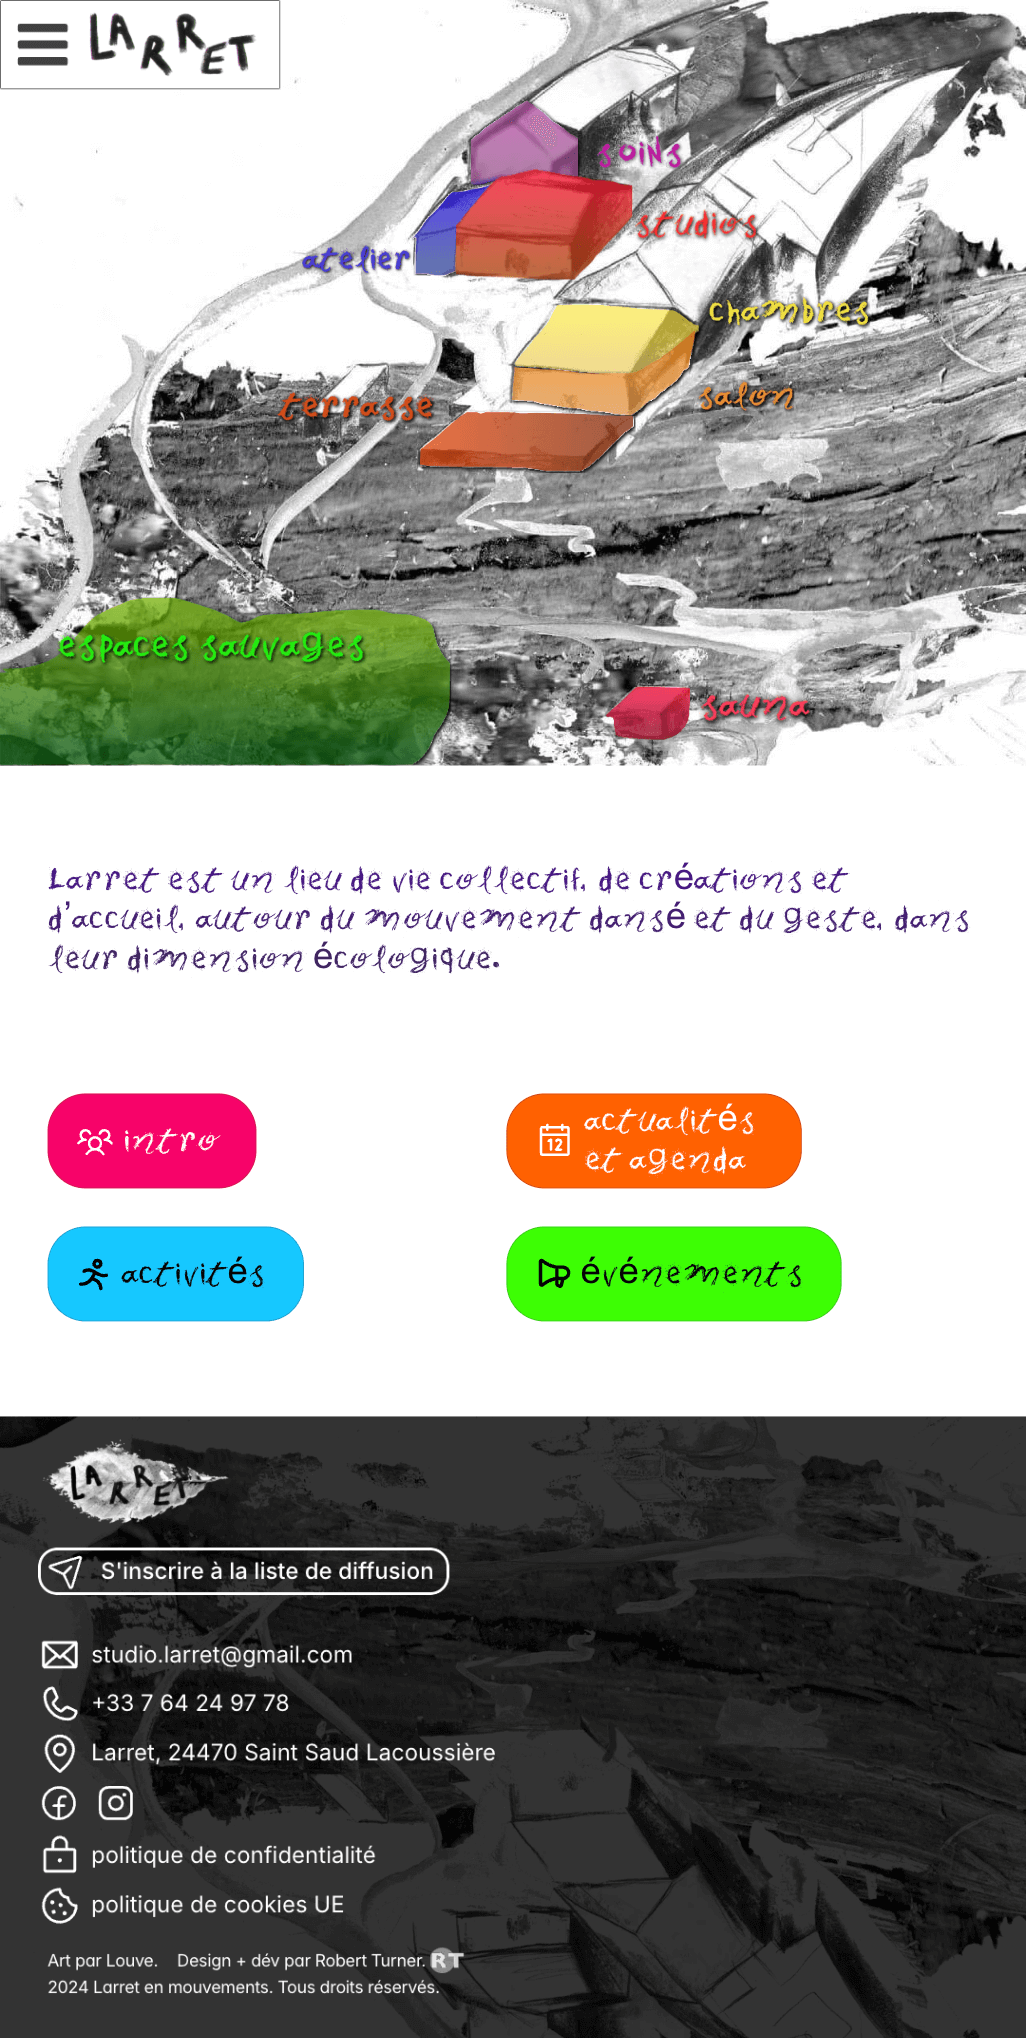 LARRET
soins
studios
atelier
chambres
salon
terrasse
espaces sauvages
sauna
Larret est un lieu de vie collectif, de créations et
d'accueil, autour du mouvement dansé et du geste, dans
leur dimension écologique.
intro
12
actualités
et agenda
activités
événements
LARRET
S'inscrire à la liste de diffusion
studio.larret@gmail.com
+33 7 64 24 97 78
Larret, 24470 Saint Saud Lacoussière
politique de confidentialité
politique de cookies UE
Art par Louve. Design + dév par Robert Turner. RT
2024 Larret en mouvements. Tous droits réservés.